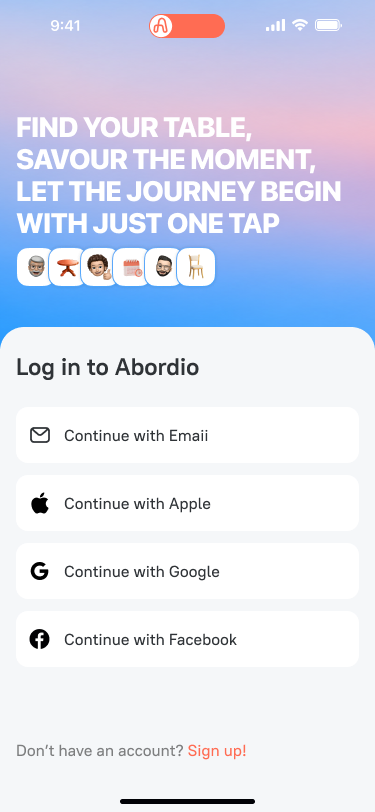 9:41
FIND YOUR TABLE,
SAVOUR THE MOMENT,
LET THE JOURNEY BEGIN
WITH JUST ONE TAP
Log in to Abordio
Continue with Emaii
Continue with Apple
Continue with Google
Continue with Facebook
Don't have an account? Sign up!